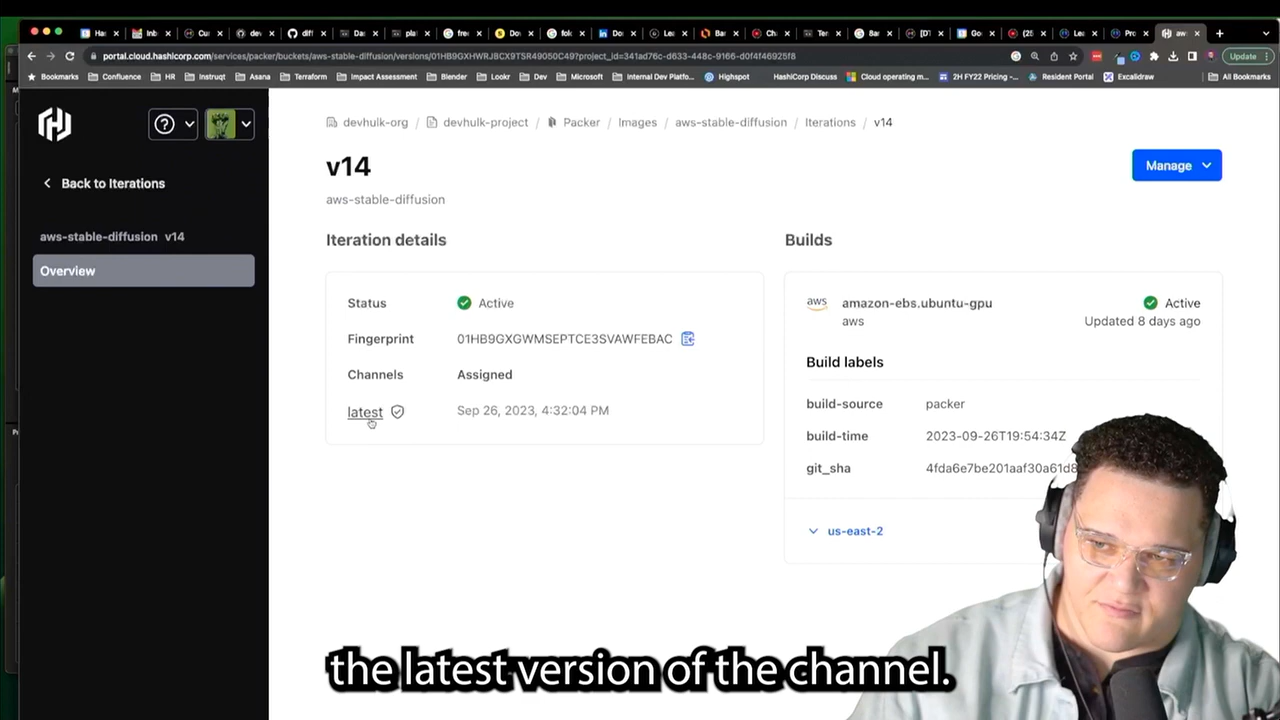 portal.cloud.hashicorp.com/services/packer/buckets/aws-stable-diffusion/versions/01HB9GXHWRJBCX9T5R49050C49?project_id=341ad76c-d633-448c-9166-d0f4f46925f8
Update
Bookmarks Confluence HR Instruqt Asana Terraform Impact Assessment Blender Lookr Dev Microsoft Internal Dev Platfo... Highspot HashiCorp Discuss Cloud operating m... 2H FY22 Pricing -... Resident Portal Excalidraw All Bookmarks
devhulk-org / devhulk-project / Packer / Images / aws-stable-diffusion / Iterations / v14
Back to Iterations
aws-stable-diffusion v14
Overview
v14
Manage
aws-stable-diffusion
Iteration details
Status Active
Fingerprint 01HB9GXGWMSEPTCE3SVAWFEBAC
Channels Assigned
latest Sep 26, 2023, 4:32:04 PM
Builds
aws amazon-ebs.ubuntu-gpu Active
aws Updated 8 days ago
Build labels
build-source packer
build-time 2023-09-26T19:54:34Z
git_sha 4fda6e7be201aaf30a61d8
us-east-2
the latest version of the channel.